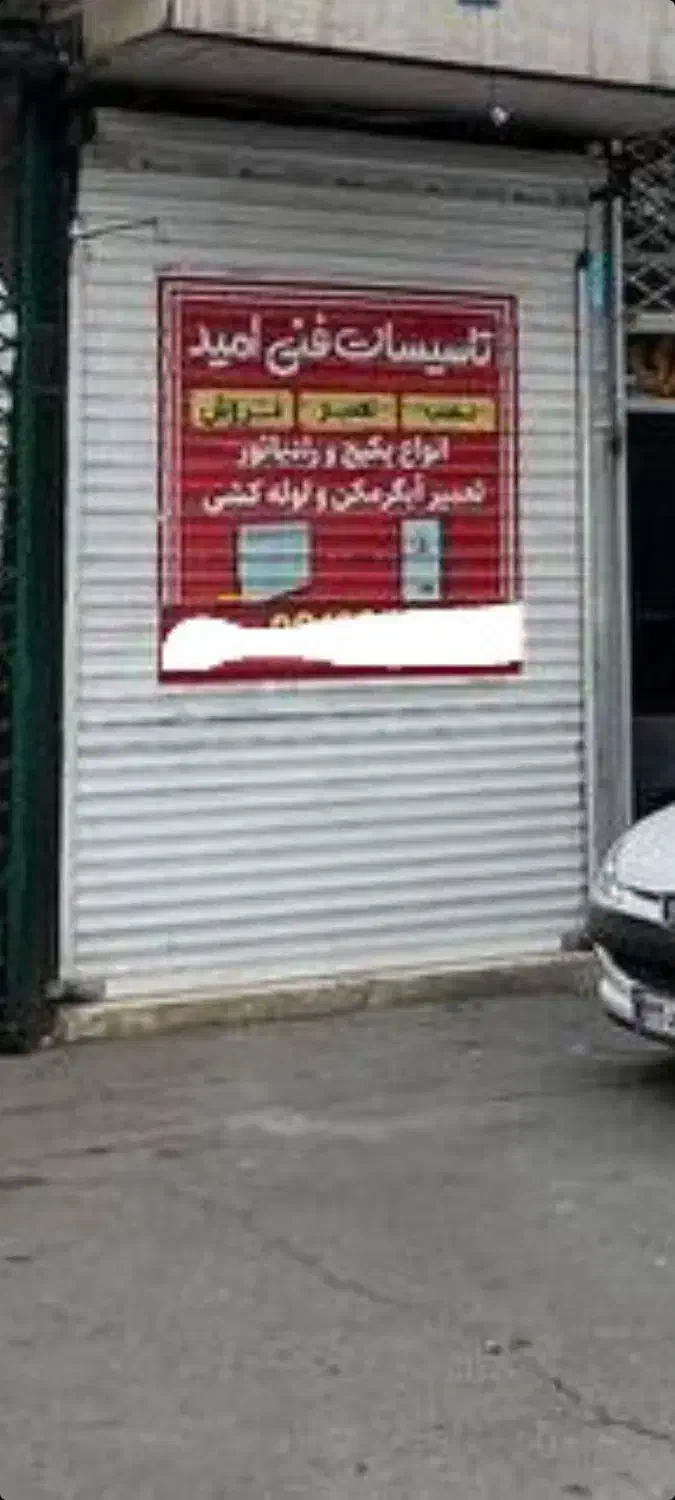 تاسیسات فنی امید
نصب تعمیر فروش
انواع پکیج و رادیاتور
تعمیر آبگرمکن و لوله کشی